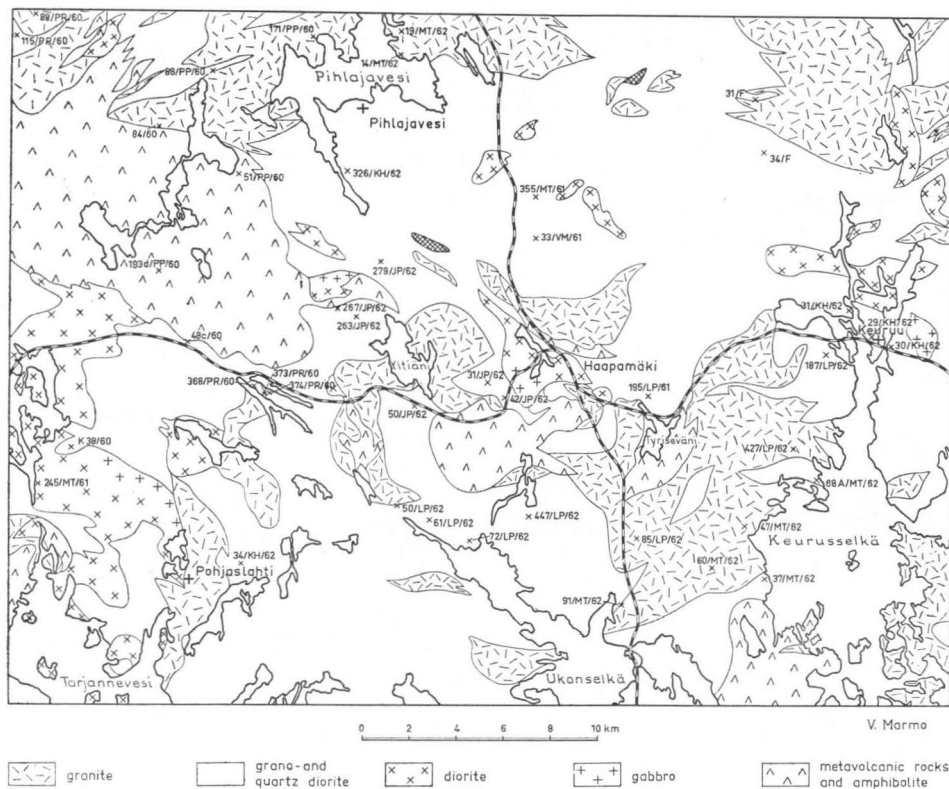 89/PR/60
115/PR/60
171/PP/60
19/MT/62
14/MT/62
89/PP/60
Pihlajavesi
Pihlajavesi
31/F
84/60
34/F
51/PP/60
326/KH/62
355/MT/61
33/VM/61
193d/PP/60
279/JP/62
267/JP/62
263/JP/62
31/KH/62
29/KH/62
Keuruu
30/KH/62
48c/60
Kltiän
Haapamäki
187/LP/62
373/PR/60
368/PR/60
374/PR/60
31/JP/62
42/JP/62
195/LP/61
50/JP/62
Tyriseväni
K 38/60
427/LP/62
245/MT/61
68A/MT/62
50/LP/62
61/LP/62
447/LP/62
47/MT/62
72/LP/62
85/LP/62
Keurusselkä
34/KH/62
60/MT/62
Pohjaslahti
37/MT/62
91/MT/62
Tarjannevesi
Ukonselkä
0 2 4 6 8 10 km
V. Marmo
granite
grano- and
quartz diorite
diorite
gabbro
metavolcanic rocks
and amphibolite